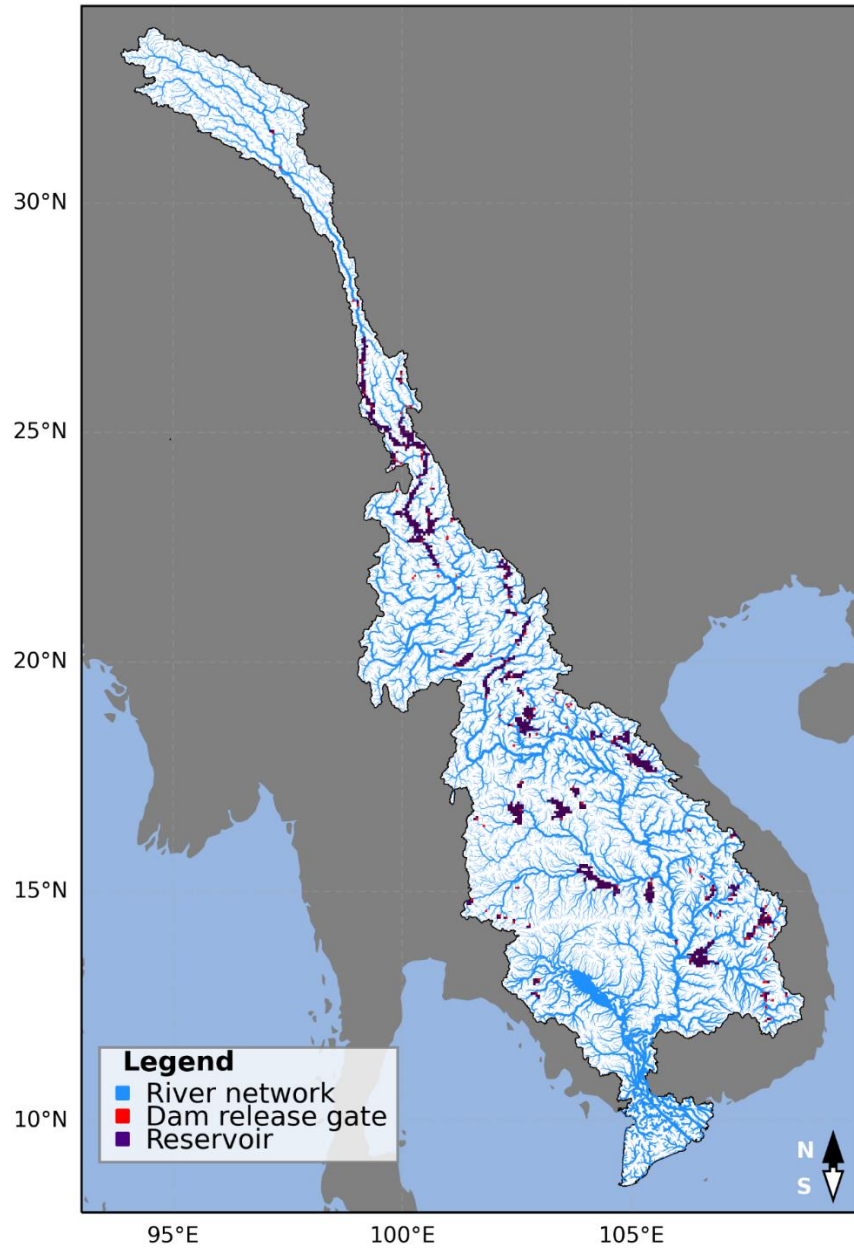 30°N
25°N
20°N
15°N
10°N
Legend
River network
Dam release gate
Reservoir
N
S
95°E 100°E 105°E